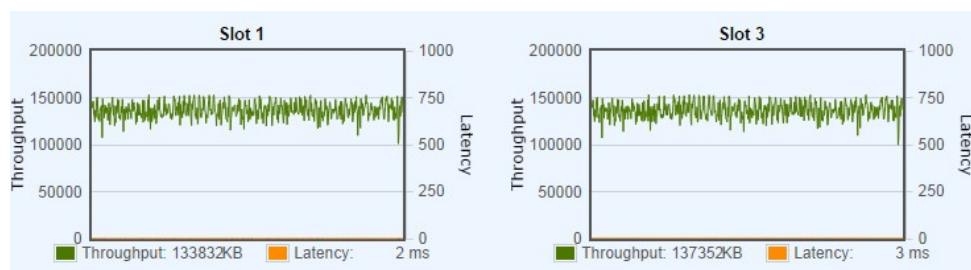 Slot 1
200000
150000
100000
50000
0
Throughput
1000
750
500
250
0
Latency
Throughput: 133832KB
Latency: 2 ms
Slot 3
200000
150000
100000
50000
0
Throughput
1000
750
500
250
0
Latency
Throughput: 137352KB
Latency: 3 ms